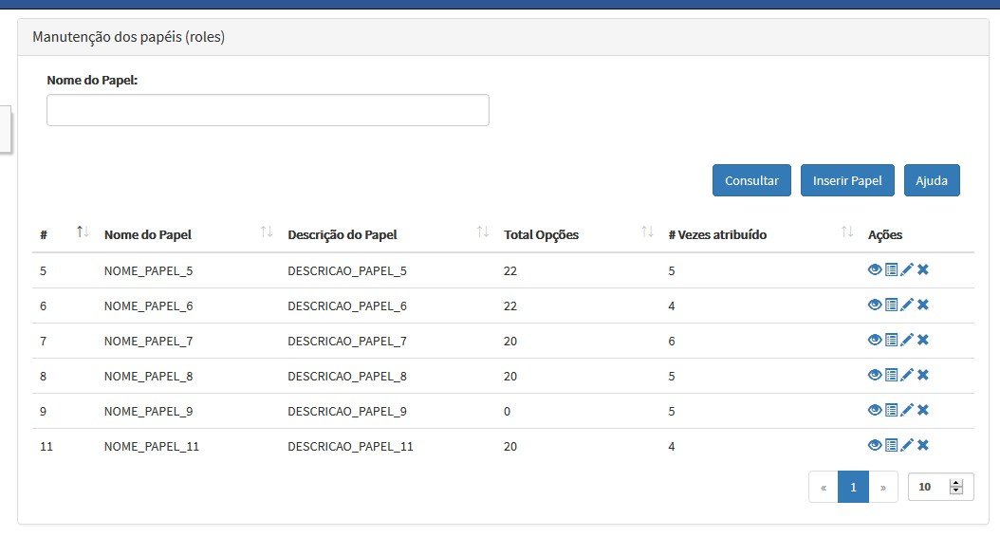 Manutenção dos papéis (roles)
Nome do Papel:
Consultar Inserir Papel Ajuda
# Nome do Papel Descrição do Papel Total Opções # Vezes atribuído Ações
5 NOME_PAPEL_5 DESCRICAO_PAPEL_5 22 5
6 NOME_PAPEL_6 DESCRICAO_PAPEL_6 22 4
7 NOME_PAPEL_7 DESCRICAO_PAPEL_7 20 6
8 NOME_PAPEL_8 DESCRICAO_PAPEL_8 20 5
9 NOME_PAPEL_9 DESCRICAO_PAPEL_9 0 5
11 NOME_PAPEL_11 DESCRICAO_PAPEL_11 20 4
« 1 » 10